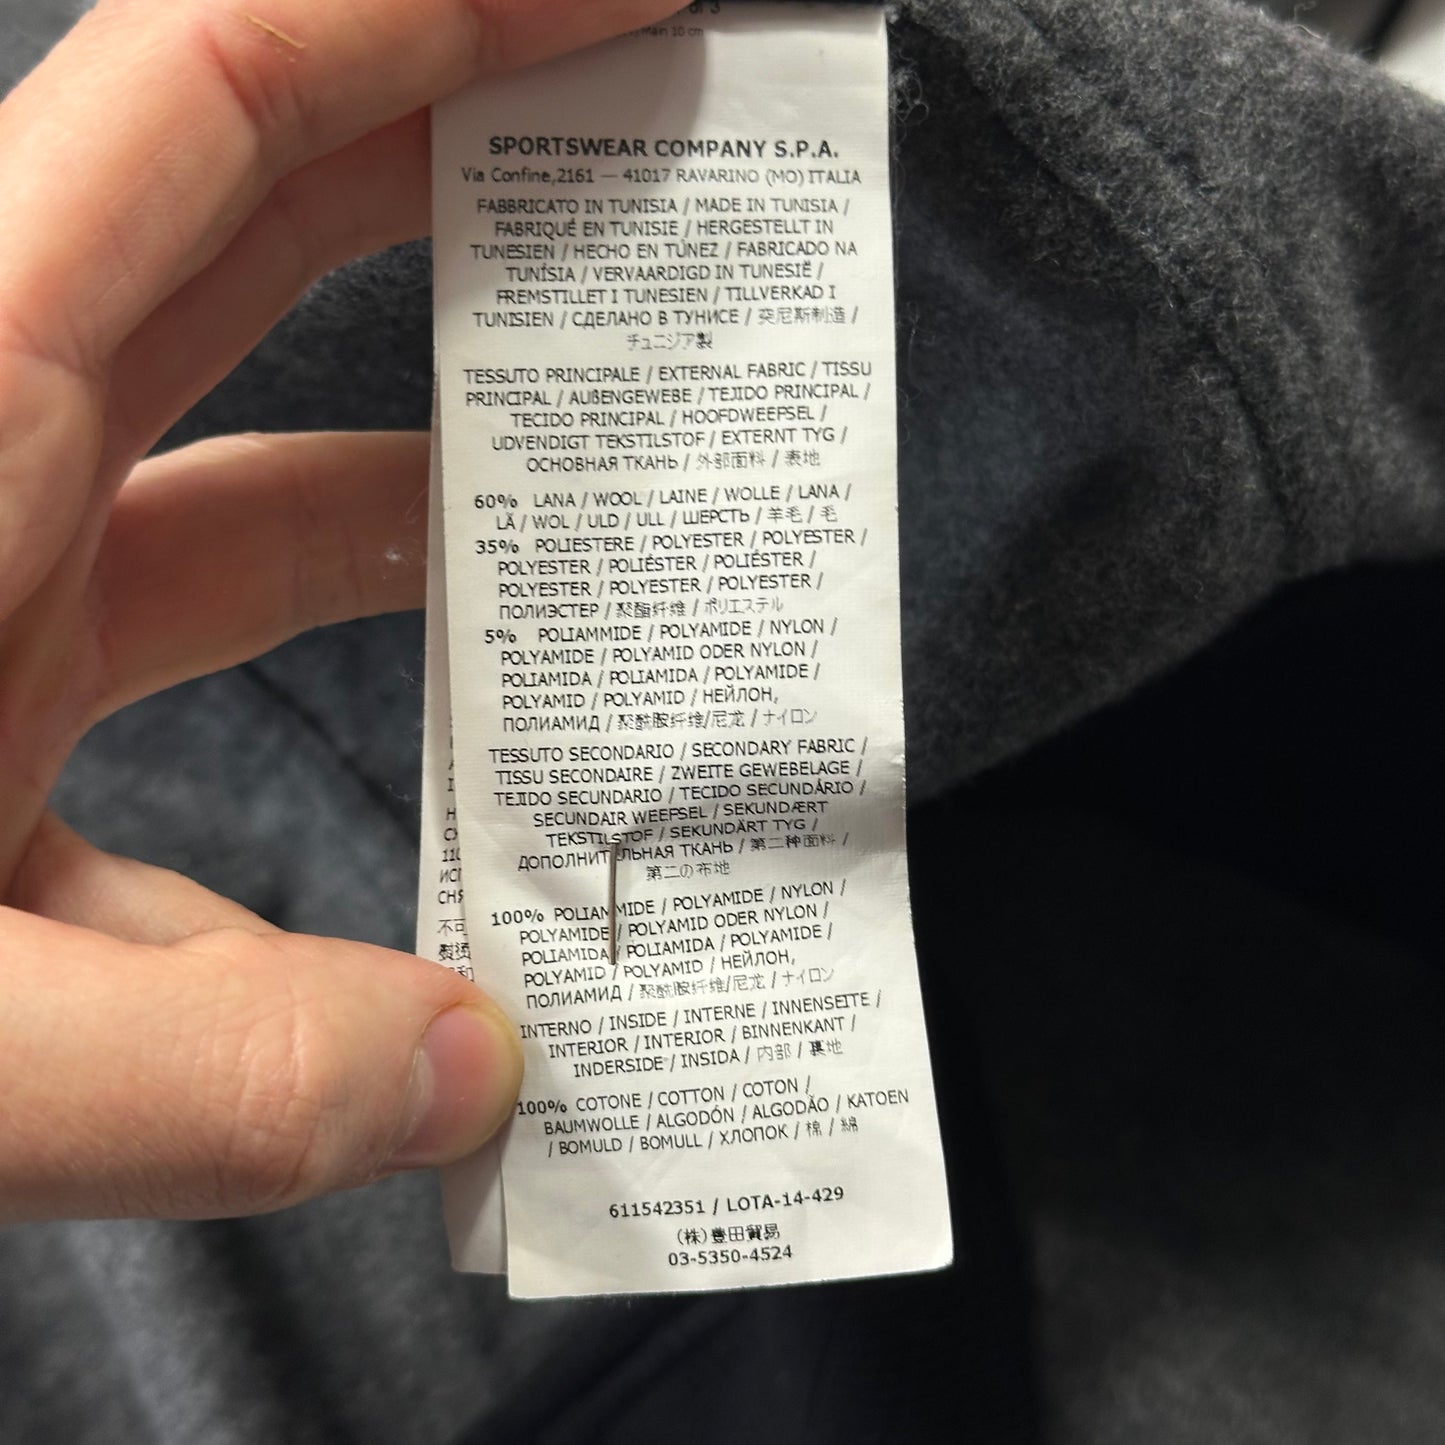 of 3
Main 10 cm
SPORTSWEAR COMPANY S.P.A.
Via Confine,2161 — 41017 RAVARINO (MO) ITALIA
FABBRICATO IN TUNISIA / MADE IN TUNISIA /
FABRIQUÉ EN TUNISIE / HERGESTELLT IN
TUNESIEN / HECHO EN TÚNEZ / FABRICADO NA
TUNÍSIA / VERVAARDIGD IN TUNESIË /
FREMSTILLET I TUNESIEN / TILLVERKAD I
TUNISIEN / СДЕЛАНО В ТУНИСЕ / 突尼斯制造 /
チュニジア製
TESSUTO PRINCIPALE / EXTERNAL FABRIC / TISSU
PRINCIPAL / AUßENGEWEBE / TEJIDO PRINCIPAL /
TECIDO PRINCIPAL / HOOFDWEEFSEL /
UDVENDIGT TEKSTILSTOF / EXTERNT TYG /
ОСНОВНАЯ ТКАНЬ / 外部面料 / 表地
60% LANA / WOOL / LAINE / WOLLE / LANA /
LÃ / WOL / ULD / ULL / ШЕРСТЬ / 羊毛 / 毛
35% POLIESTERE / POLYESTER / POLYESTER /
POLYESTER / POLIÉSTER / POLIÉSTER /
POLYESTER / POLYESTER / POLYESTER /
ПОЛИЭСТЕР / 聚酯纤维 / ポリエステル
5% POLIAMMIDE / POLYAMIDE / NYLON /
POLYAMIDE / POLYAMID ODER NYLON /
POLIAMIDA / POLIAMIDA / POLYAMIDE /
POLYAMID / POLYAMID / НЕЙЛОН,
ПОЛИАМИД / 聚酰胺纤维/尼龙 / ナイロン
TESSUTO SECONDARIO / SECONDARY FABRIC /
TISSU SECONDAIRE / ZWEITE GEWEBELAGE /
TEJIDO SECUNDARIO / TECIDO SECUNDÁRIO /
SECUNDAIR WEEFSEL / SEKUNDÆRT
TEKSTILSTOF / SEKUNDÄRT TYG /
ДОПОЛНИТЕЛЬНАЯ ТКАНЬ / 第二种面料 /
第二の布地
100% POLIAMMIDE / POLYAMIDE / NYLON /
POLYAMIDE / POLYAMID ODER NYLON /
POLIAMIDA / POLIAMIDA / POLYAMIDE /
POLYAMID / POLYAMID / НЕЙЛОН,
ПОЛИАМИД / 聚酰胺纤维/尼龙 / ナイロン
INTERNO / INSIDE / INTERNE / INNENSEITE /
INTERIOR / INTERIOR / BINNENKANT /
INDERSIDE / INSIDA / 内部 / 裏地
100% COTONE / COTTON / COTON /
BAUMWOLLE / ALGODÓN / ALGODÃO / KATOEN
/ BOMULD / BOMULL / ХЛОПОК / 棉 / 綿
611542351 / LOTA-14-429
(株)豊田貿易
03-5350-4524